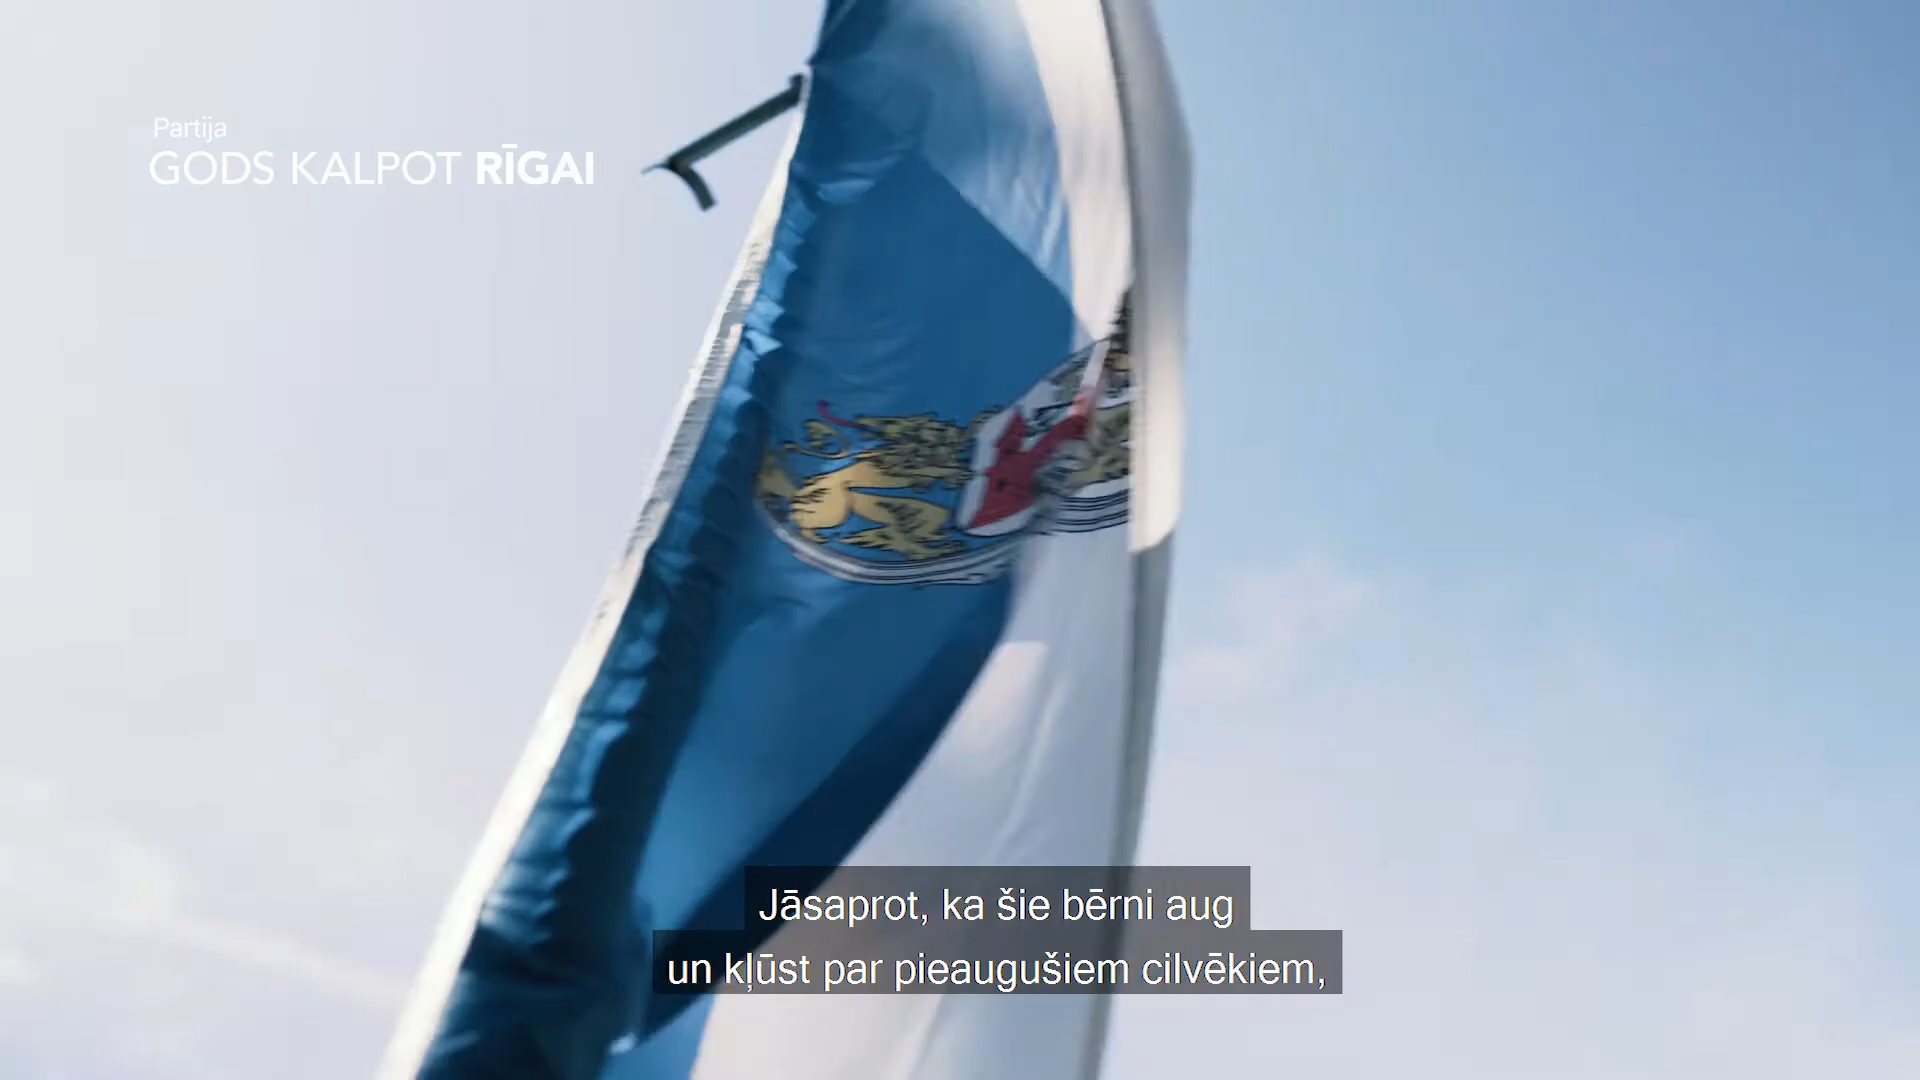 Partija
GODS KALPOT RĪGAI
Jāsaprot, ka šie bērni aug
un kļūst par pieaugušiem cilvēkiem,